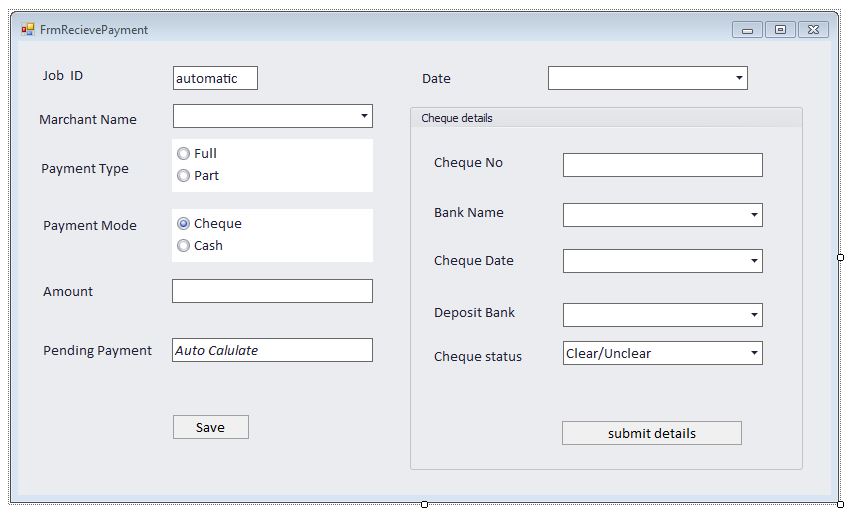 FrmRecievePayment
Job ID
automatic
Date
Marchant Name
Payment Type
Full
Part
Payment Mode
Cheque
Cash
Amount
Pending Payment
Auto Calulate
Save
Cheque details
Cheque No
Bank Name
Cheque Date
Deposit Bank
Cheque status
Clear/Unclear
submit details